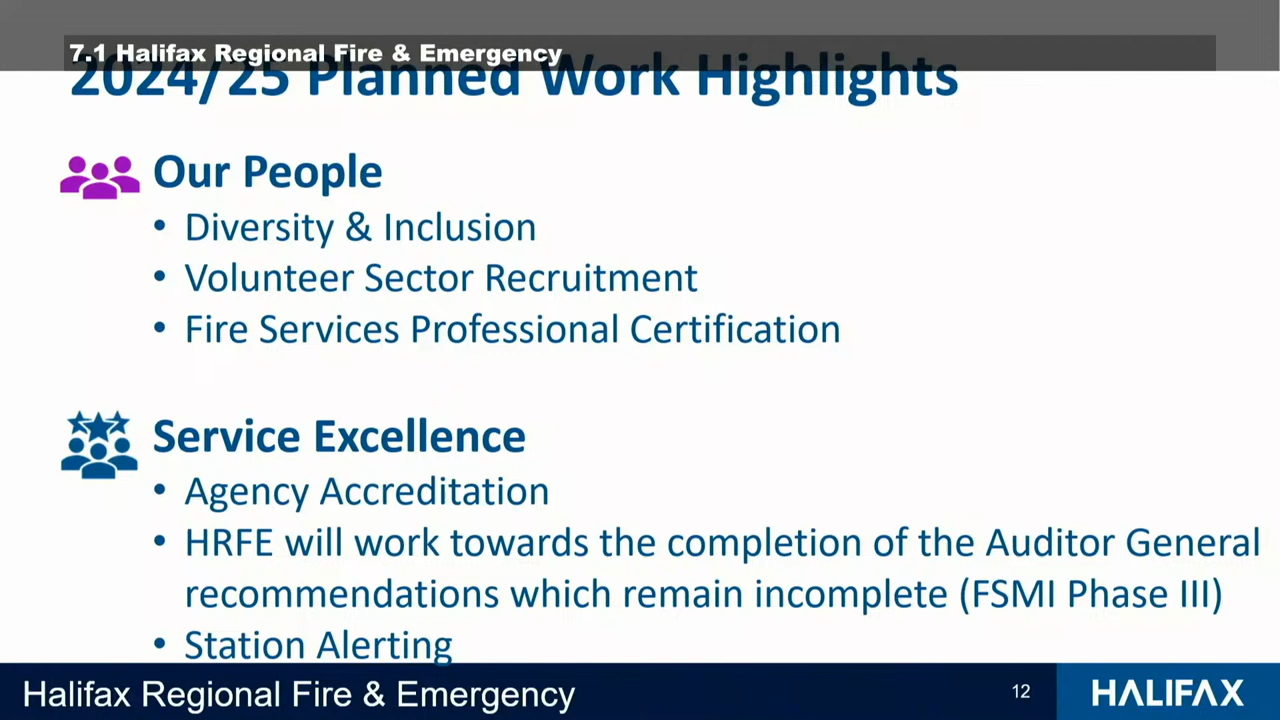 7.1 Halifax Regional Fire & Emergency
2024/25 Planned Work Highlights
Our People
• Diversity & Inclusion
• Volunteer Sector Recruitment
• Fire Services Professional Certification
Service Excellence
• Agency Accreditation
• HRFE will work towards the completion of the Auditor General
recommendations which remain incomplete (FSMI Phase III)
• Station Alerting
Halifax Regional Fire & Emergency
12
HALIFAX